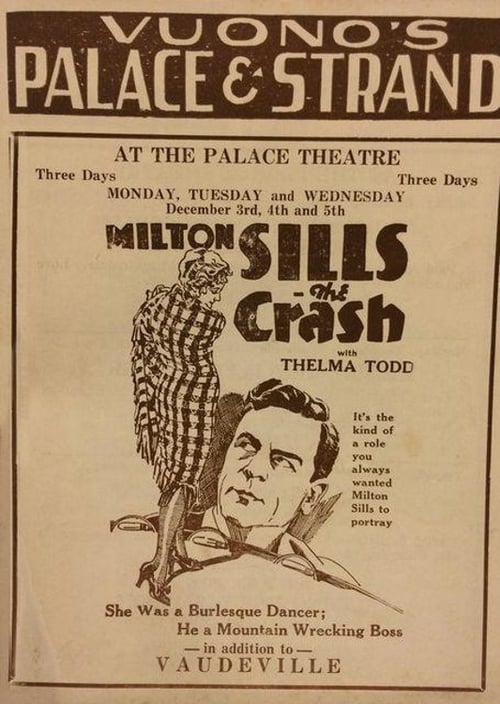 VUONO'S
PALACE & STRAND
AT THE PALACE THEATRE
Three Days
Three Days
MONDAY, TUESDAY and WEDNESDAY
December 3rd, 4th and 5th
MILTON SILLS
- The
Crash
with
THELMA TODD
It's the
kind of
a role
you
always
wanted
Milton
Sills to
portray
She Was a Burlesque Dancer;
He a Mountain Wrecking Boss
— in addition to —
VAUDEVILLE